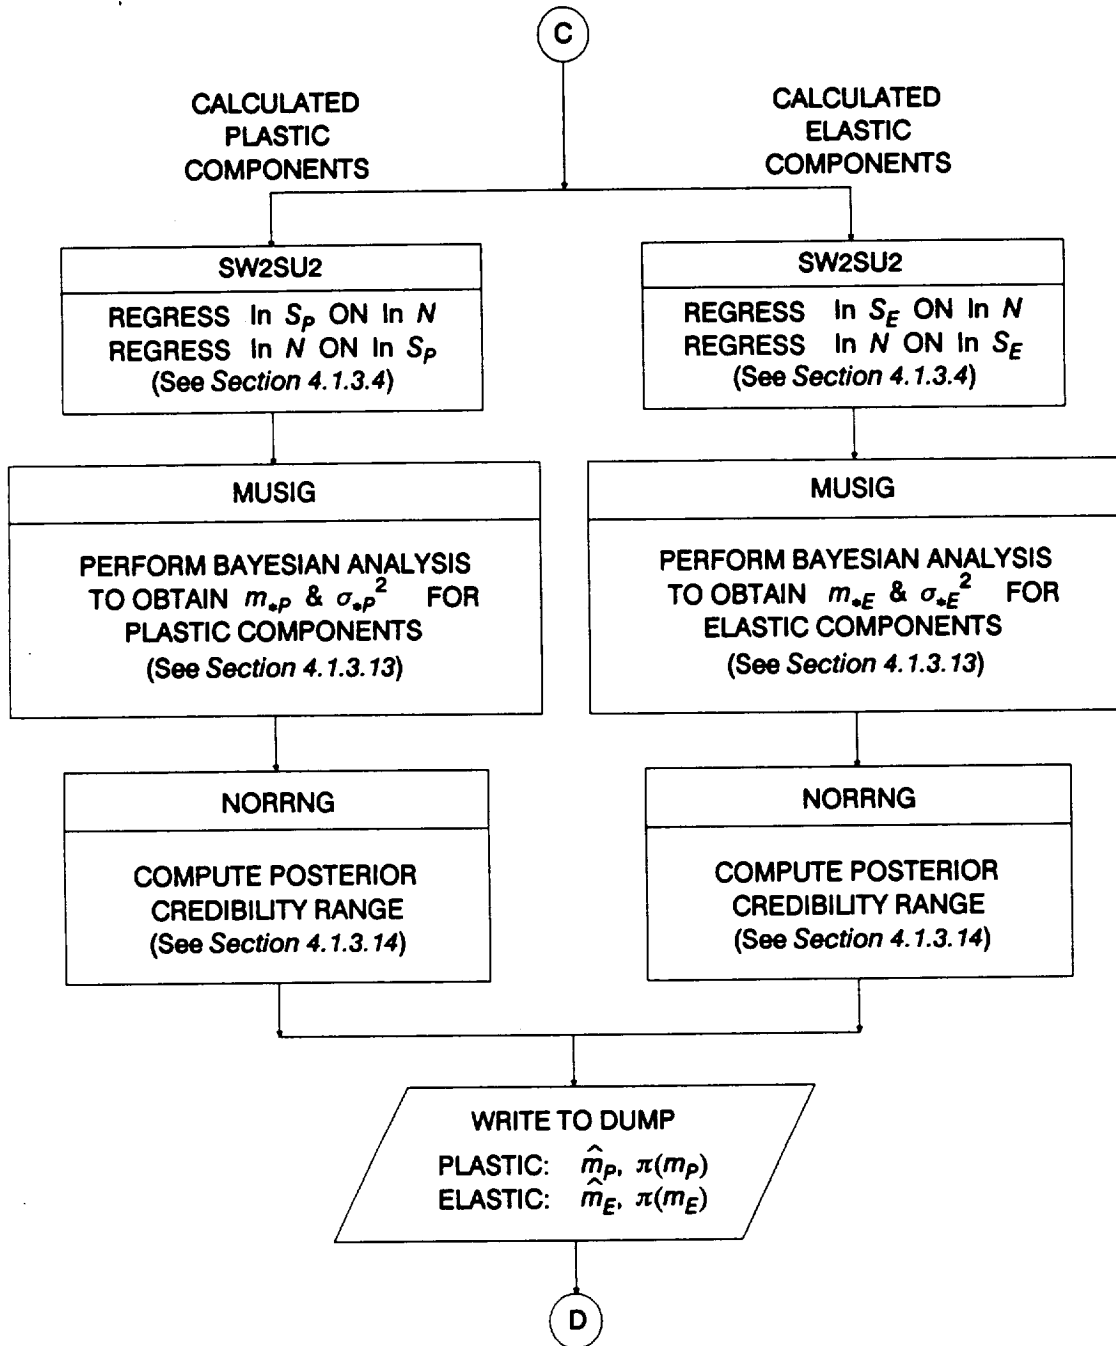 C
CALCULATED
PLASTIC
COMPONENTS
CALCULATED
ELASTIC
COMPONENTS
SW2SU2
REGRESS ln S_P ON ln N
REGRESS ln N ON ln S_P
(See Section 4.1.3.4)
SW2SU2
REGRESS ln S_E ON ln N
REGRESS ln N ON ln S_E
(See Section 4.1.3.4)
MUSIG
PERFORM BAYESIAN ANALYSIS
TO OBTAIN m_{*P} & σ_{*P}^2 FOR
PLASTIC COMPONENTS
(See Section 4.1.3.13)
MUSIG
PERFORM BAYESIAN ANALYSIS
TO OBTAIN m_{*E} & σ_{*E}^2 FOR
ELASTIC COMPONENTS
(See Section 4.1.3.13)
NORRNG
COMPUTE POSTERIOR
CREDIBILITY RANGE
(See Section 4.1.3.14)
NORRNG
COMPUTE POSTERIOR
CREDIBILITY RANGE
(See Section 4.1.3.14)
WRITE TO DUMP
PLASTIC: m̂_P, π(m_P)
ELASTIC: m̂_E, π(m_E)
D